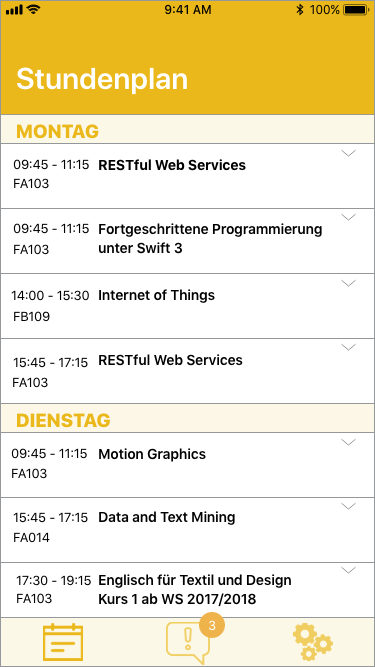 9:41 AM 100%
Stundenplan
MONTAG
09:45 - 11:15 RESTful Web Services
FA103
09:45 - 11:15 Fortgeschrittene Programmierung
FA103 unter Swift 3
14:00 - 15:30 Internet of Things
FB109
15:45 - 17:15 RESTful Web Services
FA103
DIENSTAG
09:45 - 11:15 Motion Graphics
FA103
15:45 - 17:15 Data and Text Mining
FA014
17:30 - 19:15 Englisch für Textil und Design
FA103 Kurs 1 ab WS 2017/2018
3